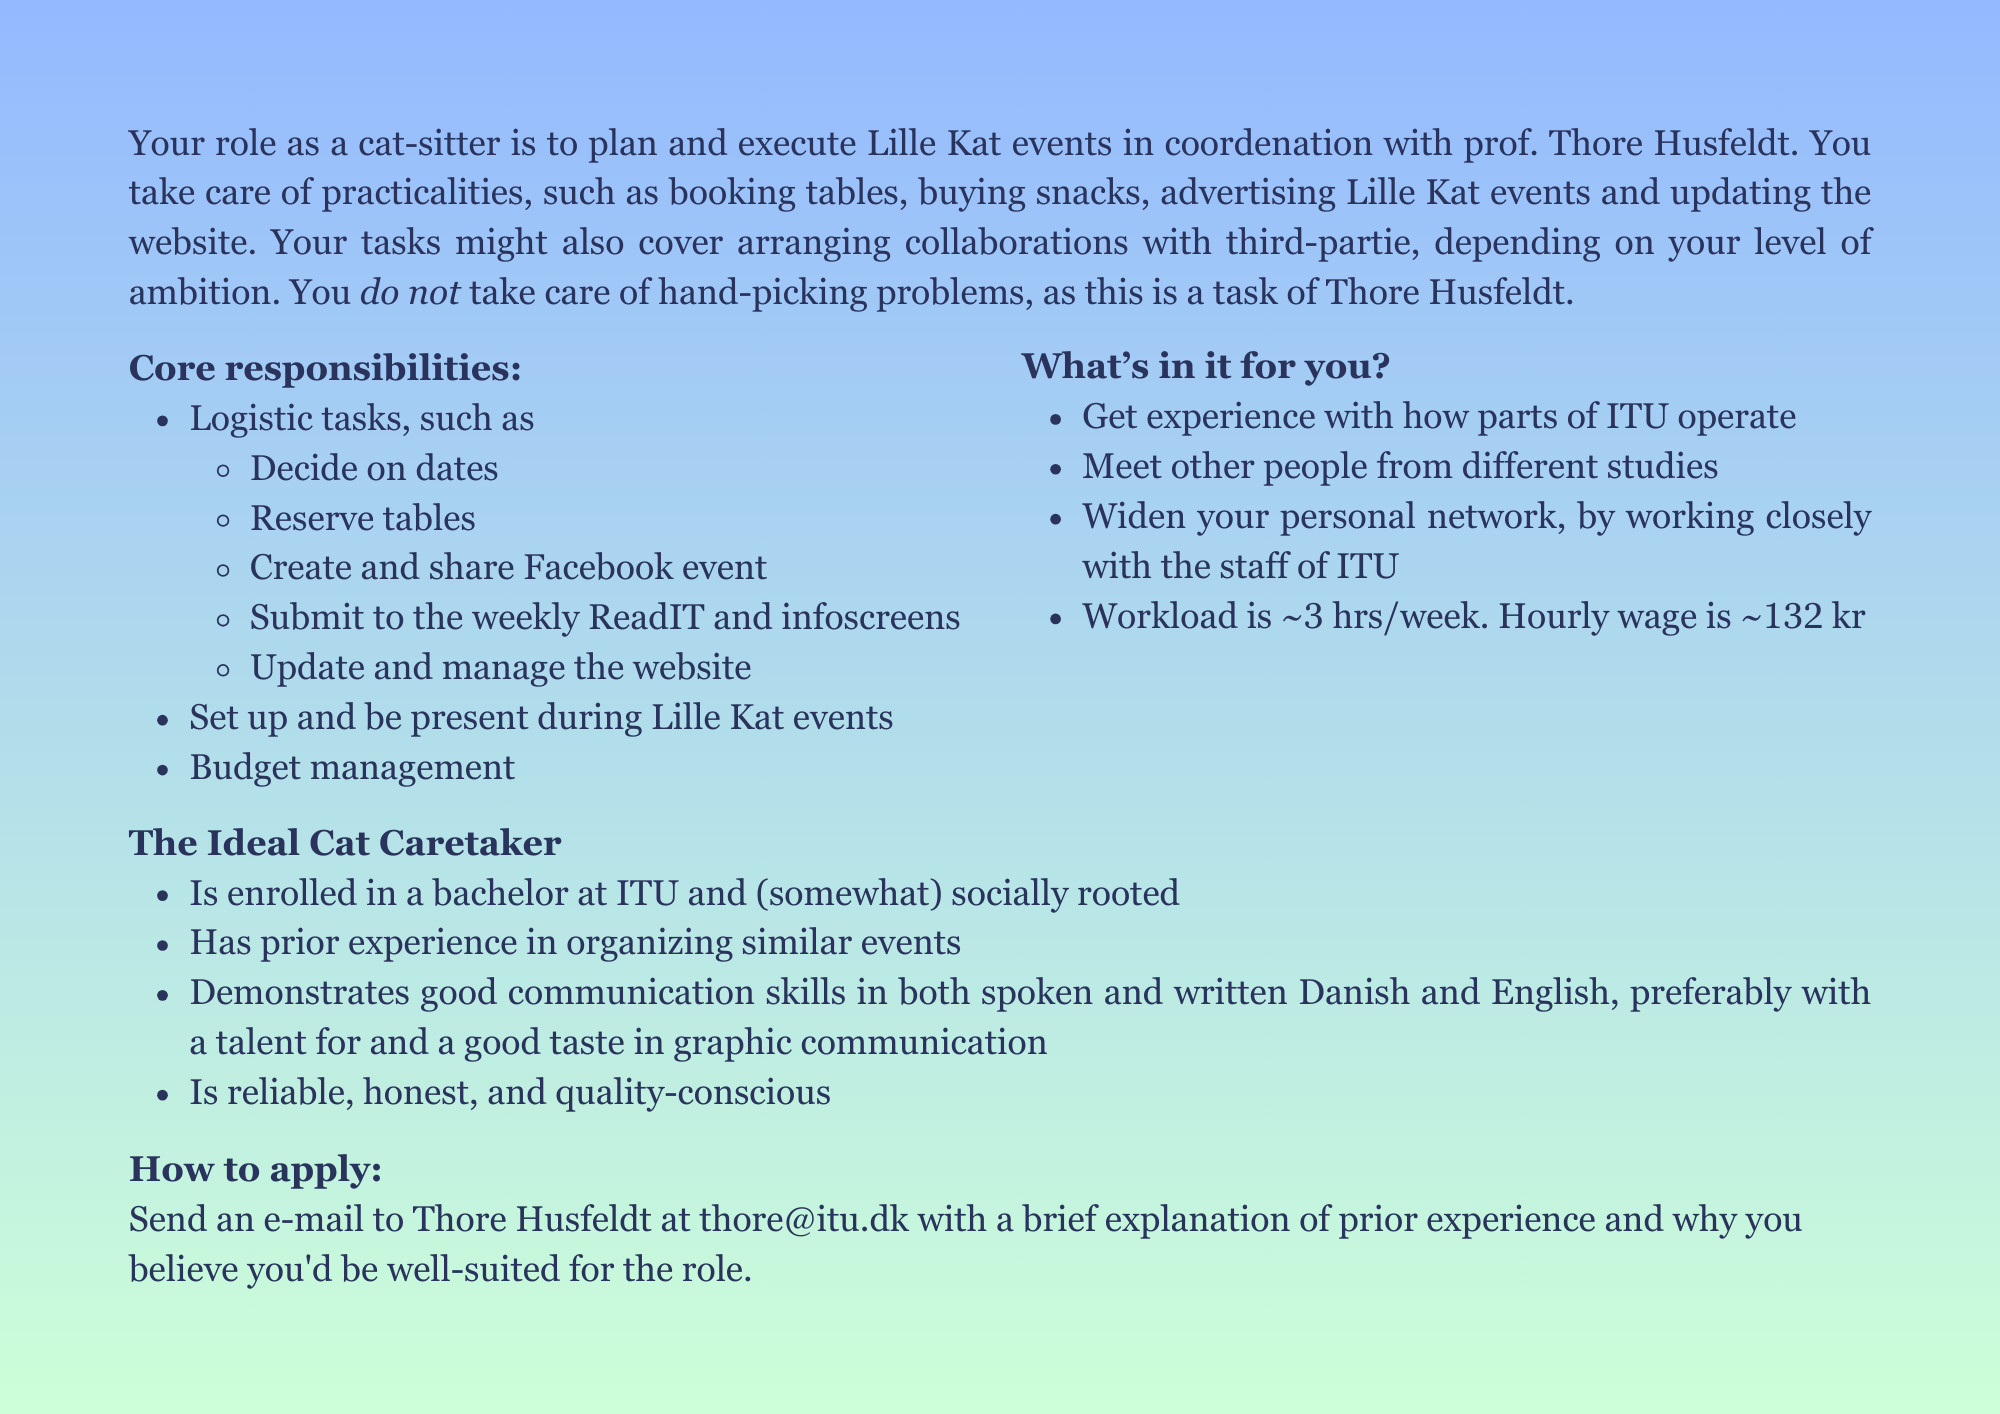 Your role as a cat-sitter is to plan and execute Lille Kat events in coordenation with prof. Thore Husfeldt. You
take care of practicalities, such as booking tables, buying snacks, advertising Lille Kat events and updating the
website. Your tasks might also cover arranging collaborations with third-partie, depending on your level of
ambition. You do not take care of hand-picking problems, as this is a task of Thore Husfeldt.
Core responsibilities:
• Logistic tasks, such as
◦ Decide on dates
◦ Reserve tables
◦ Create and share Facebook event
◦ Submit to the weekly ReadIT and infoscreens
◦ Update and manage the website
• Set up and be present during Lille Kat events
• Budget management
What's in it for you?
• Get experience with how parts of ITU operate
• Meet other people from different studies
• Widen your personal network, by working closely
with the staff of ITU
• Workload is ~3 hrs/week. Hourly wage is ~132 kr
The Ideal Cat Caretaker
• Is enrolled in a bachelor at ITU and (somewhat) socially rooted
• Has prior experience in organizing similar events
• Demonstrates good communication skills in both spoken and written Danish and English, preferably with
a talent for and a good taste in graphic communication
• Is reliable, honest, and quality-conscious
How to apply:
Send an e-mail to Thore Husfeldt at thore@itu.dk with a brief explanation of prior experience and why you
believe you'd be well-suited for the role.